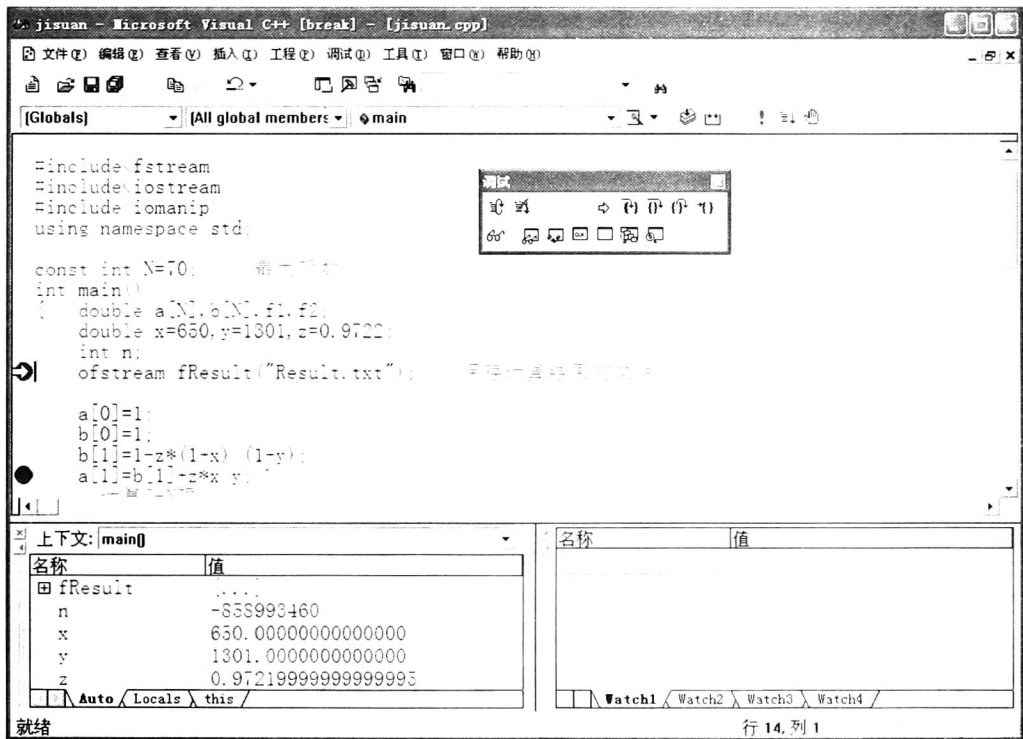 jisuan - Microsoft Visual C++ [break] - [jisuan.cpp]
文件(F) 编辑(E) 查看(V) 插入(I) 工程(P) 调试(D) 工具(T) 窗口(W) 帮助(H)
(Globals) (All global members main
#include fstream
调试
#include iostream
#include iomanip
using namespace std;
const int N=70;
int main()
{ double a[N],b[N],f1,f2;
double x=650,y=1301,z=0.9722;
int n;
ofstream fResult("Result.txt");
a[0]=1;
b[0]=1;
b[1]=1-z*(1-x) (1-y);
a[1]=b[1]-z*x y;
上下文: main()
名称 值
fResult
n -858993460
x 650.00000000000000
y 1301.0000000000000
z 0.97219999999999995
Auto Locals this
名称 值
Watch1 Watch2 Watch3 Watch4
就绪
行 14, 列 1